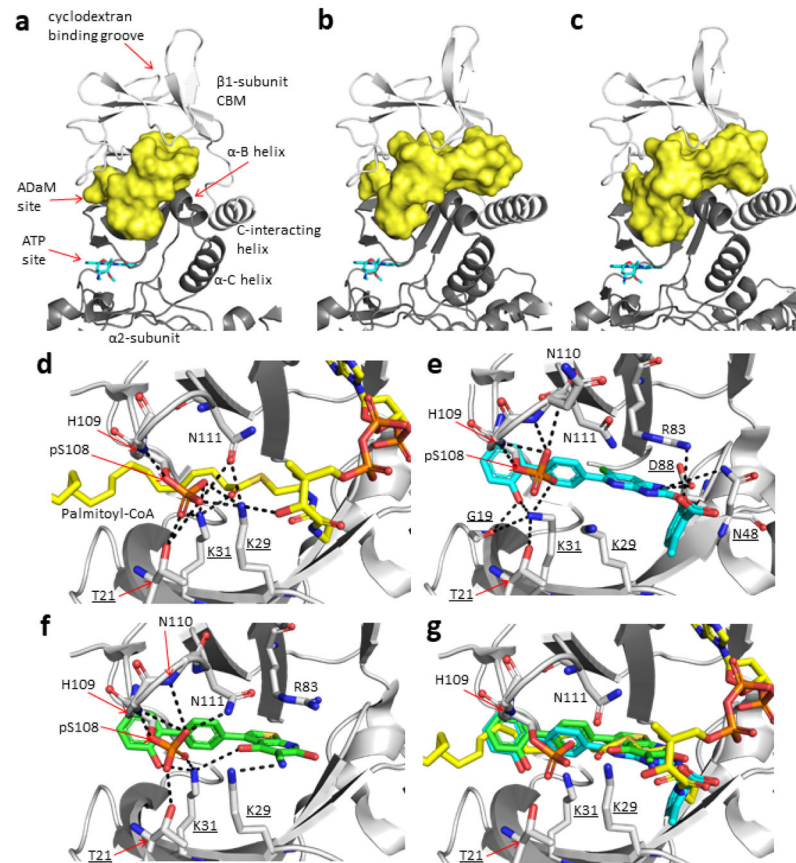 a
cyclodextran
binding groove
β1-subunit
CBM
α-B helix
ADaM
site
ATP
site
C-interacting
helix
α-C helix
α2-subunit
b
c
d
H109
N111
pS108
Palmitoyl-CoA
K31
K29
T21
e
N110
H109
N111
R83
pS108
D88
G19
K31
K29
N48
T21
f
N110
H109
N111
R83
pS108
K31
K29
T21
g
H109
N111
K31
K29
T21